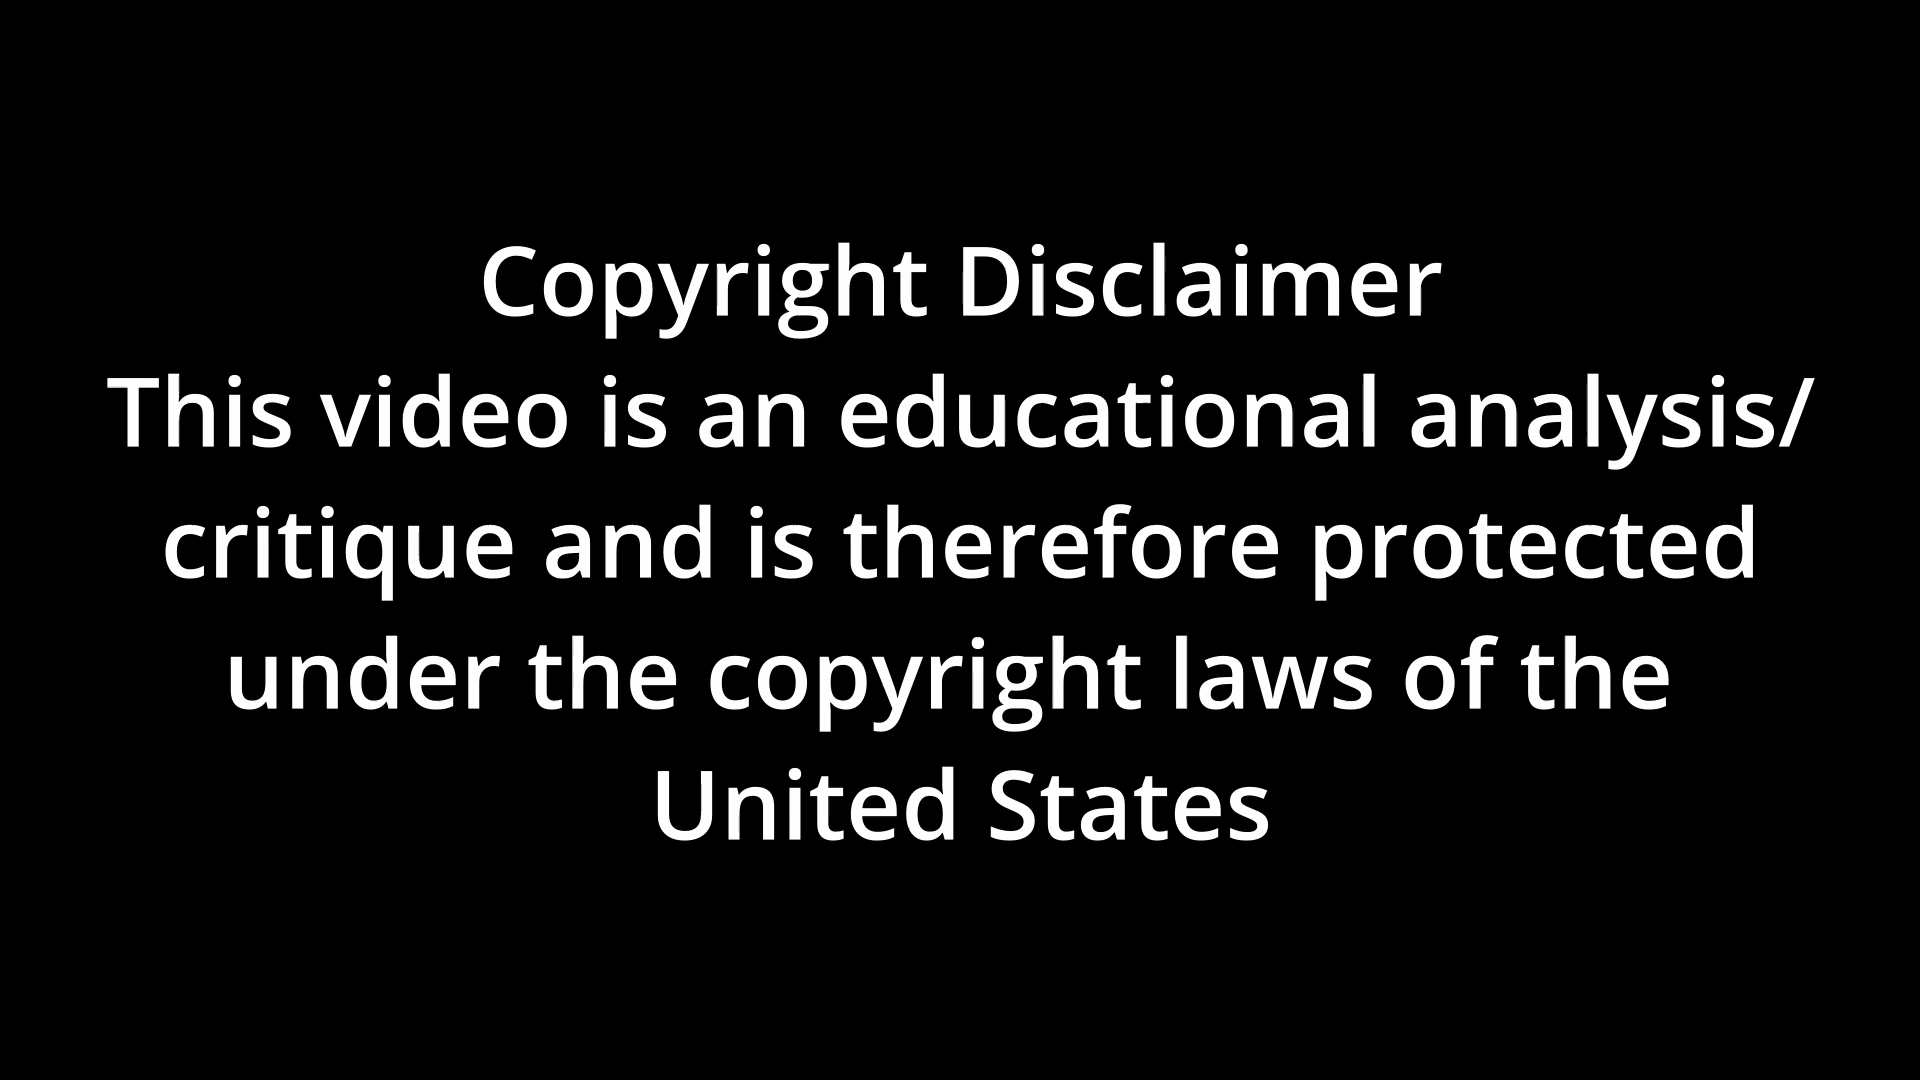 Copyright Disclaimer
This video is an educational analysis/
critique and is therefore protected
under the copyright laws of the
United States